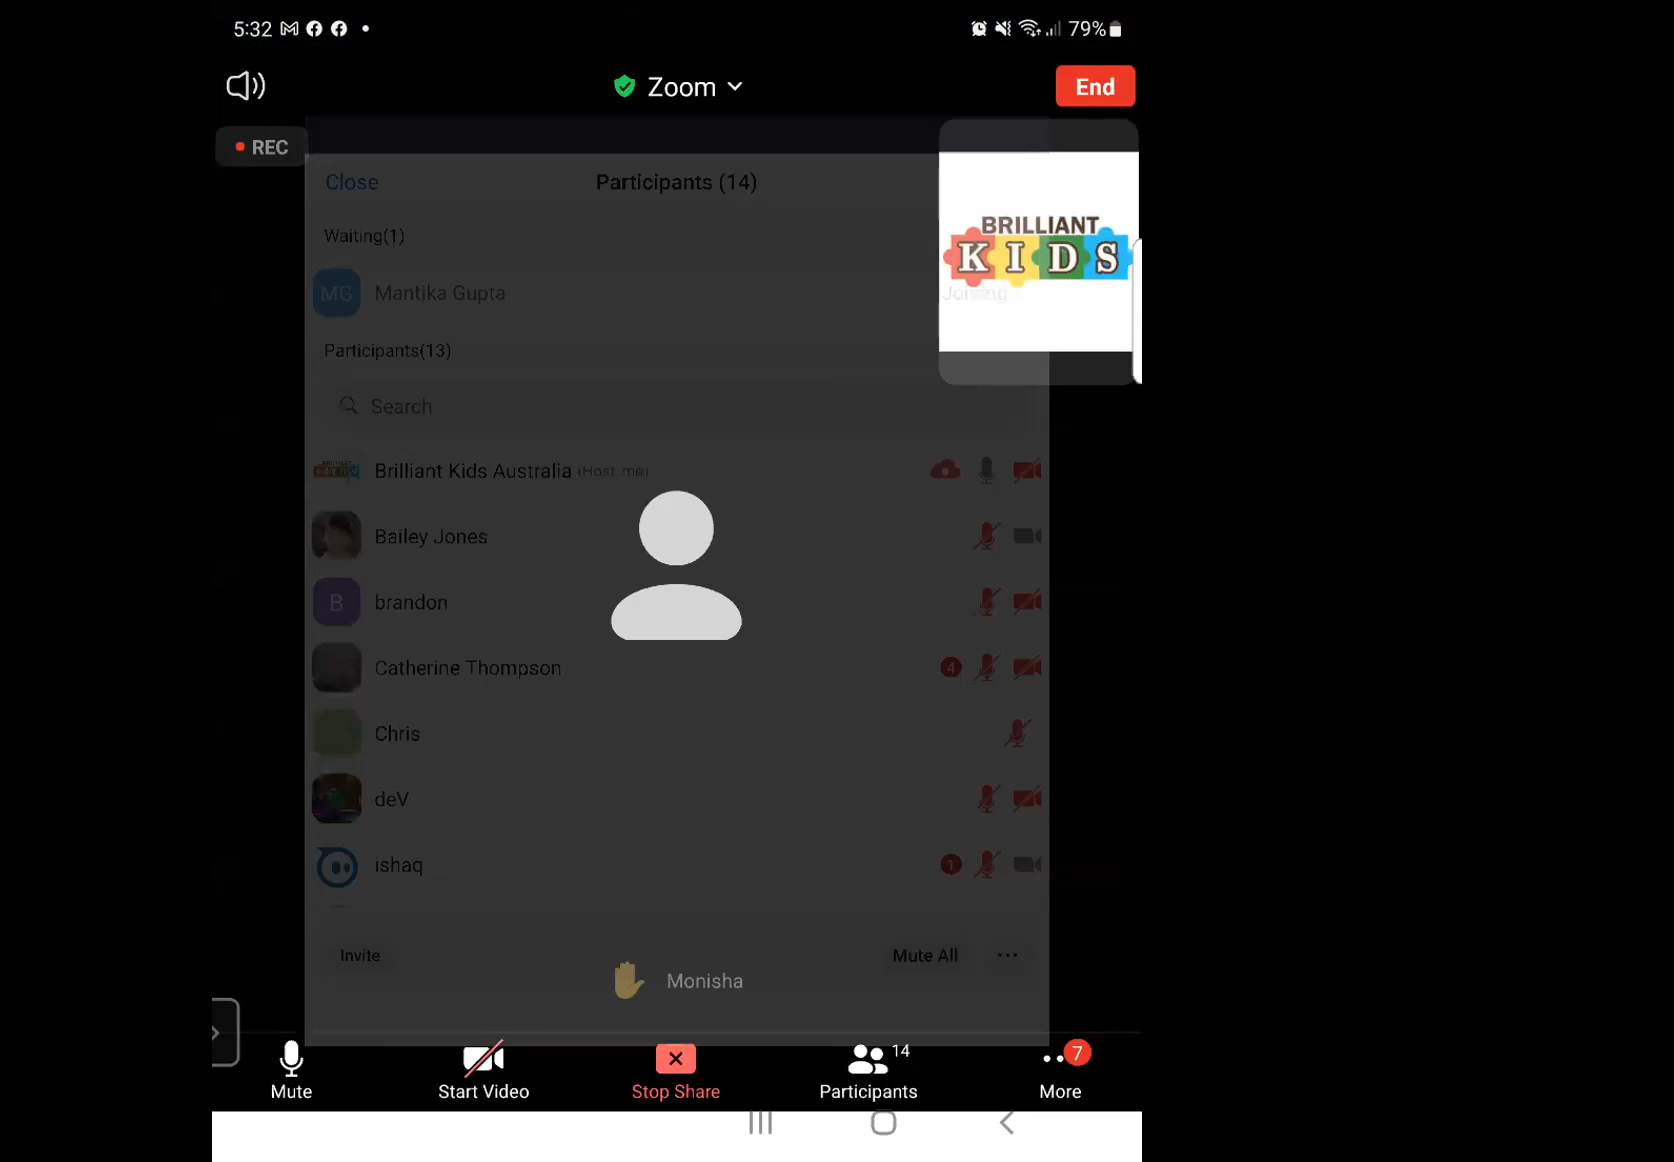 5:32
79%
Zoom
End
REC
Close
Participants (14)
Waiting(1)
MG Mantika Gupta
Joining...
BRILLIANT
KIDS
Participants(13)
Search
Brilliant Kids Australia (Host, me)
Bailey Jones
B brandon
Catherine Thompson 4
Chris
deV
ishaq 1
Invite
Mute All
Monisha
Mute
Start Video
Stop Share
Participants 14
More 7